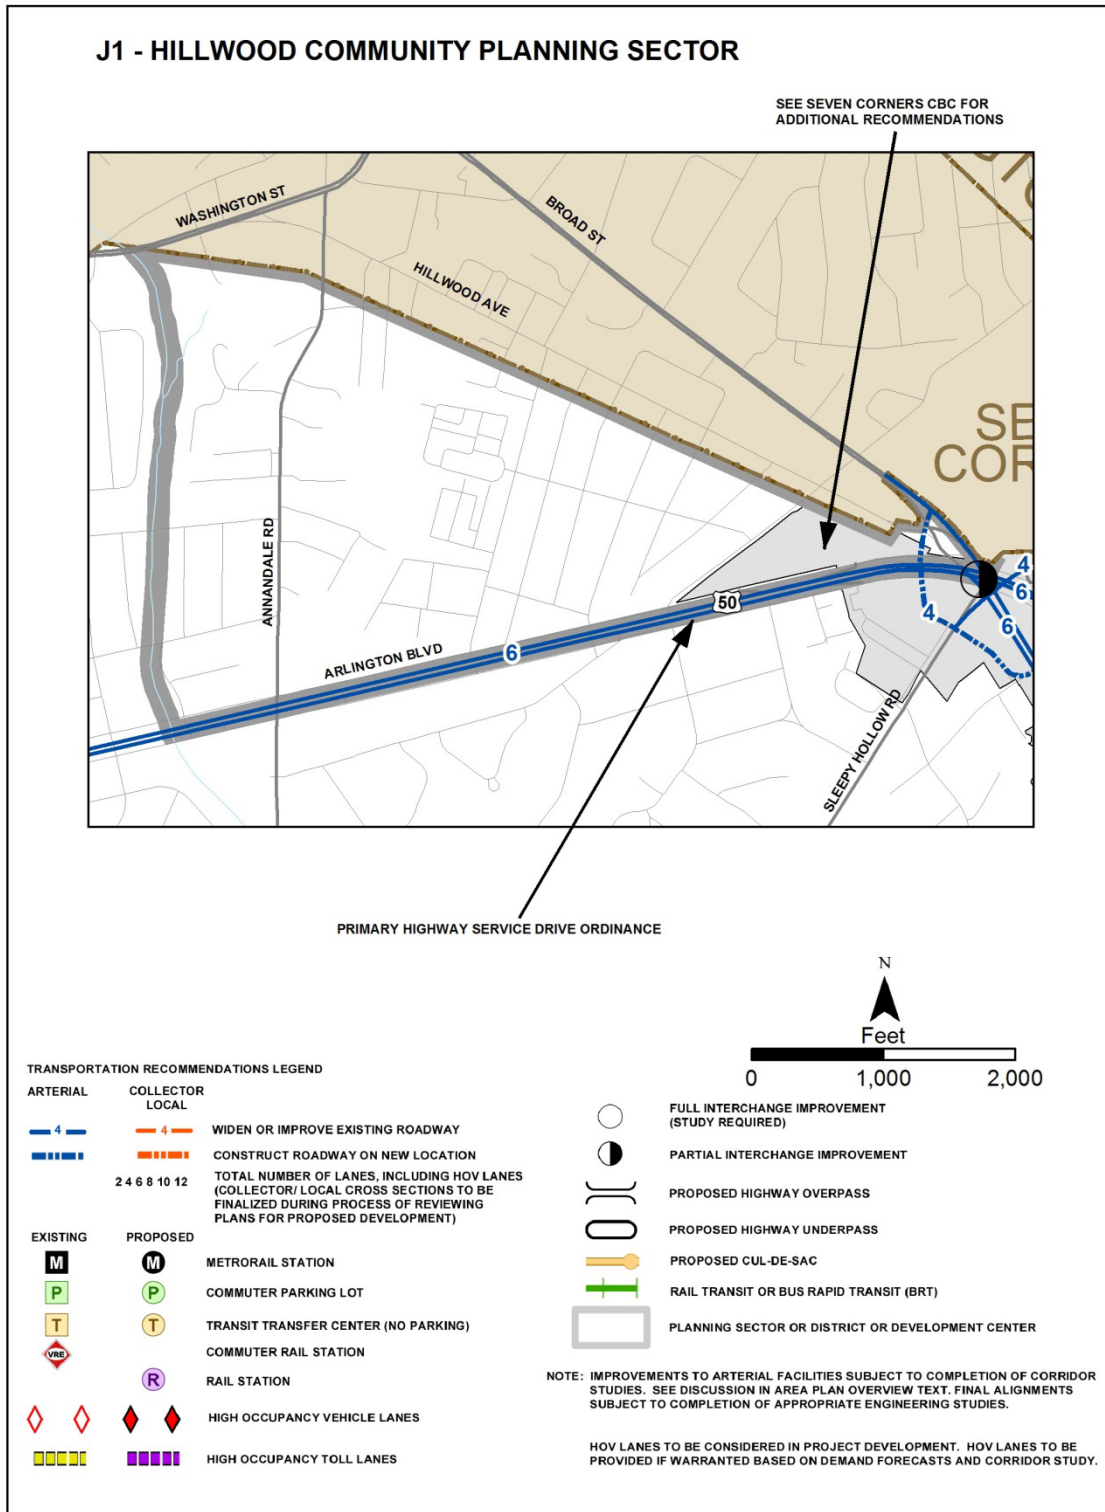 J1 - HILLWOOD COMMUNITY PLANNING SECTOR
SEE SEVEN CORNERS CBC FOR
ADDITIONAL RECOMMENDATIONS
WASHINGTON ST
BROAD ST
HILLWOOD AVE
SE
COR
ANNANDALE RD
ARLINGTON BLVD
6
50
4
4
6
6
SLEEPY HOLLOW RD
PRIMARY HIGHWAY SERVICE DRIVE ORDINANCE
N
Feet
0 1,000 2,000
TRANSPORTATION RECOMMENDATIONS LEGEND
ARTERIAL
COLLECTOR
LOCAL
4 4 WIDEN OR IMPROVE EXISTING ROADWAY
CONSTRUCT ROADWAY ON NEW LOCATION
2 4 6 8 10 12 TOTAL NUMBER OF LANES, INCLUDING HOV LANES
(COLLECTOR/ LOCAL CROSS SECTIONS TO BE
FINALIZED DURING PROCESS OF REVIEWING
PLANS FOR PROPOSED DEVELOPMENT)
EXISTING PROPOSED
M M METRORAIL STATION
P P COMMUTER PARKING LOT
T T TRANSIT TRANSFER CENTER (NO PARKING)
VRE COMMUTER RAIL STATION
R RAIL STATION
HIGH OCCUPANCY VEHICLE LANES
HIGH OCCUPANCY TOLL LANES
FULL INTERCHANGE IMPROVEMENT
(STUDY REQUIRED)
PARTIAL INTERCHANGE IMPROVEMENT
PROPOSED HIGHWAY OVERPASS
PROPOSED HIGHWAY UNDERPASS
PROPOSED CUL-DE-SAC
RAIL TRANSIT OR BUS RAPID TRANSIT (BRT)
PLANNING SECTOR OR DISTRICT OR DEVELOPMENT CENTER
NOTE: IMPROVEMENTS TO ARTERIAL FACILITIES SUBJECT TO COMPLETION OF CORRIDOR
STUDIES. SEE DISCUSSION IN AREA PLAN OVERVIEW TEXT. FINAL ALIGNMENTS
SUBJECT TO COMPLETION OF APPROPRIATE ENGINEERING STUDIES.
HOV LANES TO BE CONSIDERED IN PROJECT DEVELOPMENT. HOV LANES TO BE
PROVIDED IF WARRANTED BASED ON DEMAND FORECASTS AND CORRIDOR STUDY.